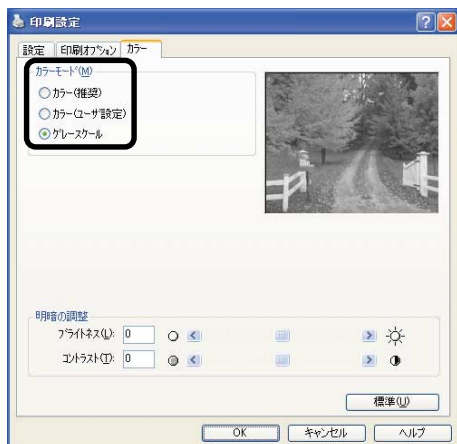 印刷設定
設定 印刷オプション カラー
カラーモード(M)
カラー(推奨)
カラー(ユーザ設定)
グレースケール
明暗の調整
ブライトネス(L): 0
コントラスト(T): 0
標準(U)
OK キャンセル ヘルプ